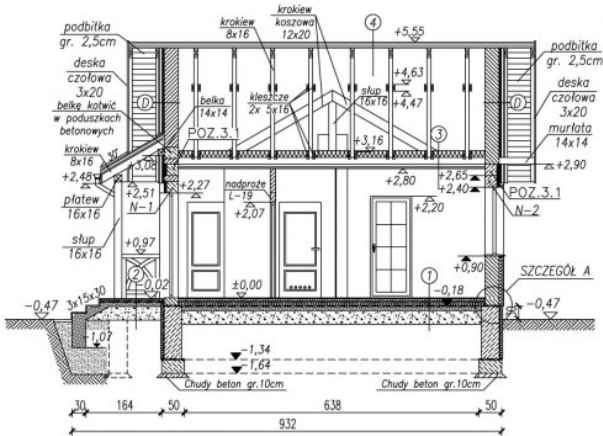 podbitka
gr. 2,5cm
deska
czołowa
3x20
belkę kotwić
w poduszkach
betonowych
krokiew
8x16
30°
+2,48
płatew
16x16
słup
16x16
krokiew
8x16
krokiew
koszowa
12x20
4
+5,55
podbitka
gr. 2,5cm
deska
czołowa
3x20
murłata
14x14
D
D
belka
14x14
kleszcze
2x 5x16
słup
16x16
+4,63
+4,47
POZ.3.1
+3,08
+3,16
3
+2,90
+2,51
+2,27
N-1
nadproże
L-19
+2,07
+2,80
+2,65
+2,40
+2,20
POZ.3.1
N-2
+0,97
2
+0,90
SZCZEGÓŁ A
-0,47
3x15x30
-0,02
±0,00
-0,18
1
-0,47
-1,07
-1,34
-1,64
Chudy beton gr.10cm
Chudy beton gr.10cm
30
164
50
638
50
932